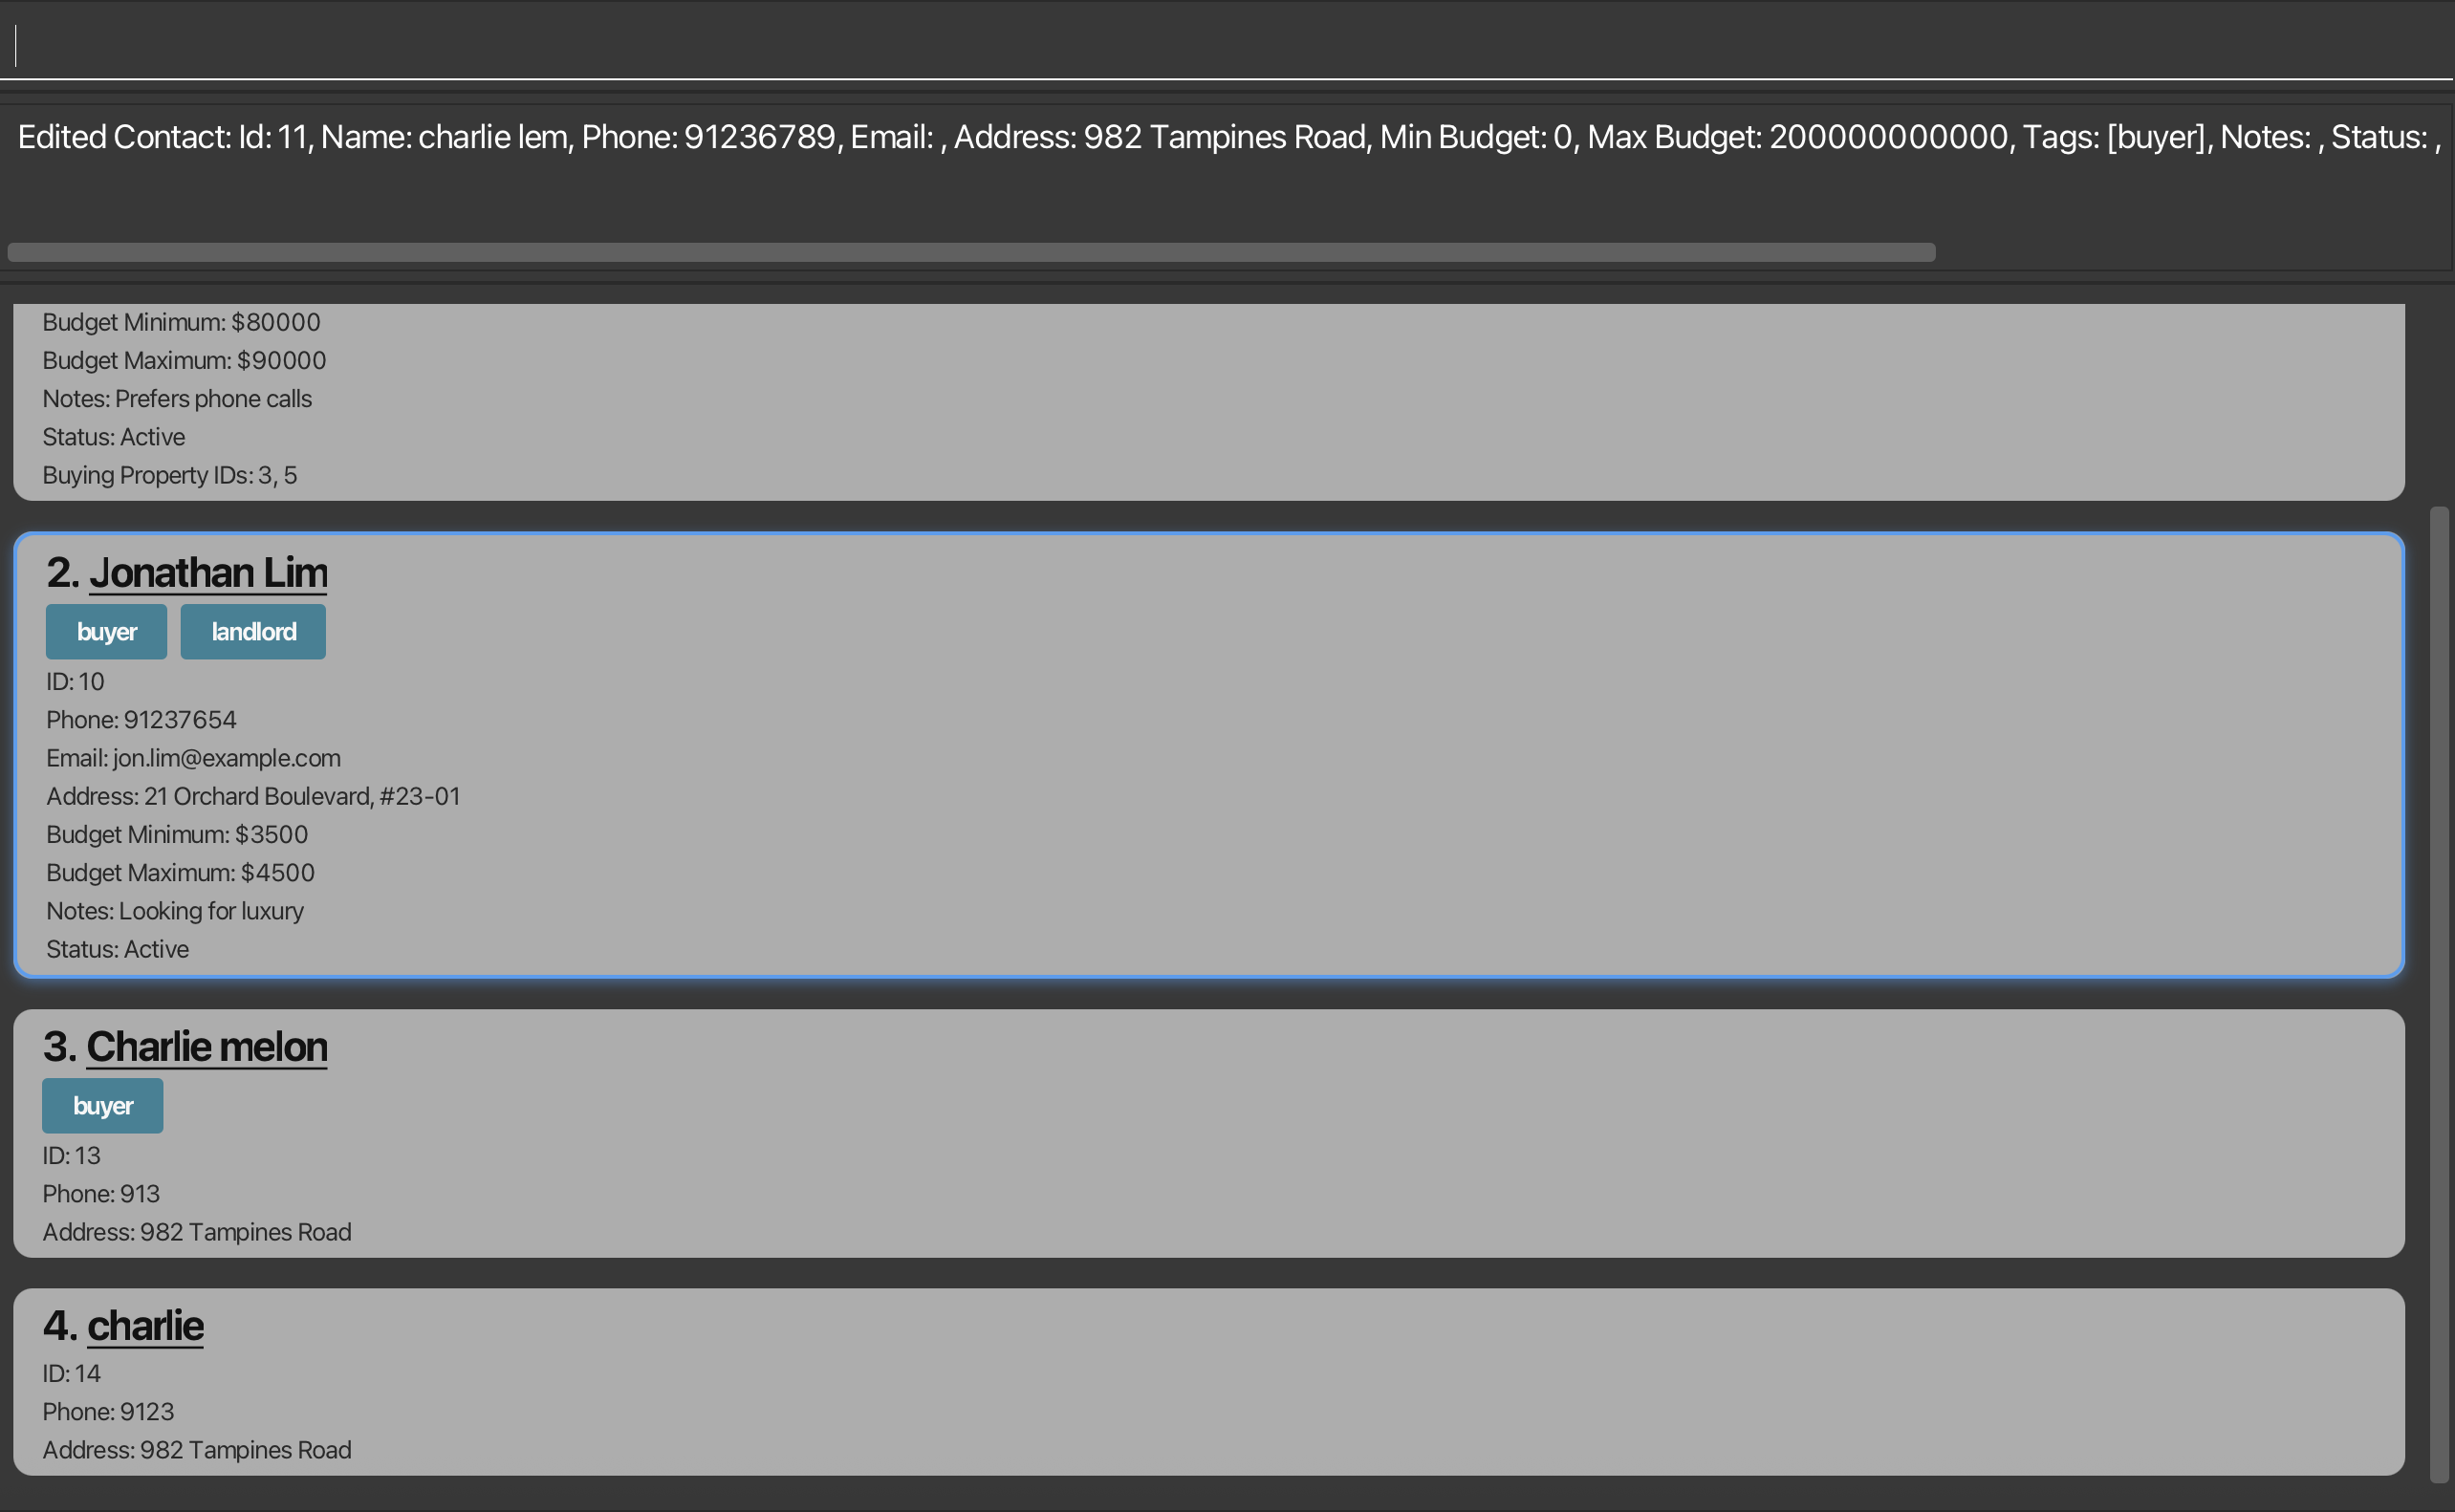 Edited Contact: Id: 11, Name: charlie lem, Phone: 91236789, Email: , Address: 982 Tampines Road, Min Budget: 0, Max Budget: 200000000000, Tags: [buyer], Notes: , Status: ,
Budget Minimum: $80000
Budget Maximum: $90000
Notes: Prefers phone calls
Status: Active
Buying Property IDs: 3, 5
2. Jonathan Lim
buyer landlord
ID: 10
Phone: 91237654
Email: jon.lim@example.com
Address: 21 Orchard Boulevard, #23-01
Budget Minimum: $3500
Budget Maximum: $4500
Notes: Looking for luxury
Status: Active
3. Charlie melon
buyer
ID: 13
Phone: 913
Address: 982 Tampines Road
4. charlie
ID: 14
Phone: 9123
Address: 982 Tampines Road